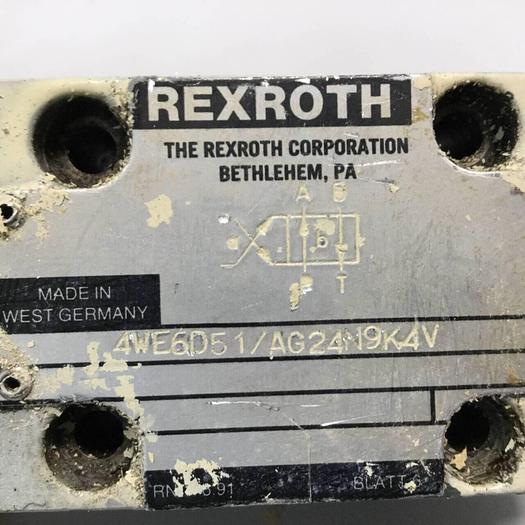 REXROTH
THE REXROTH CORPORATION
BETHLEHEM, PA
A B
b
T
MADE IN
WEST GERMANY
4WE6D51/AG24N9K4V
BLATT